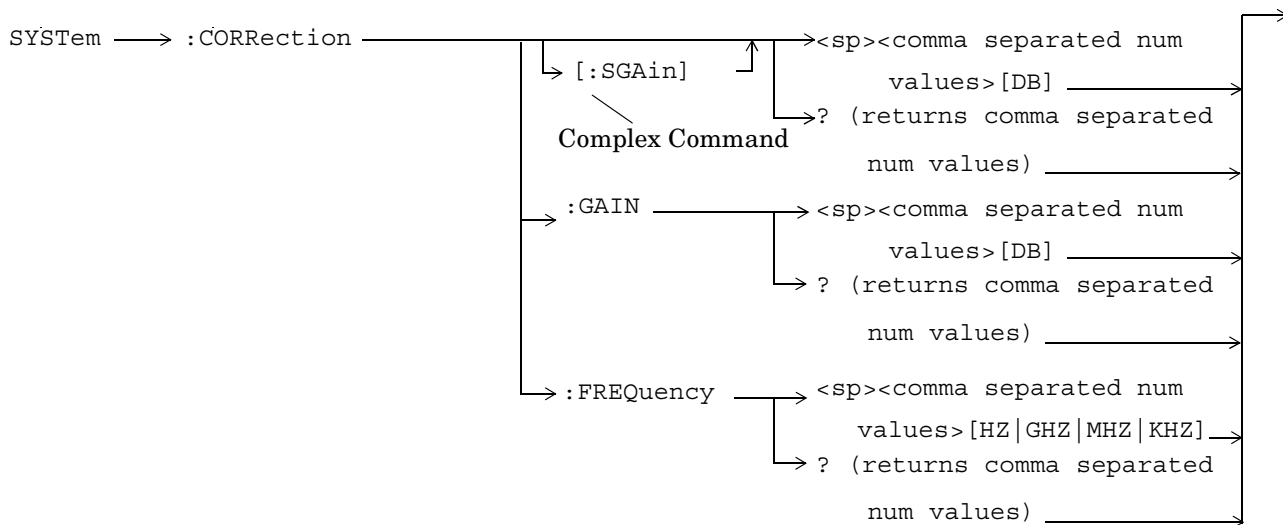 SYSTem :CORRection <sp><comma separated num
[:SGAin] values>[DB]
? (returns comma separated
Complex Command
num values)
:GAIN <sp><comma separated num
values>[DB]
? (returns comma separated
num values)
:FREQuency <sp><comma separated num
values>[HZ|GHZ|MHZ|KHZ]
? (returns comma separated
num values)